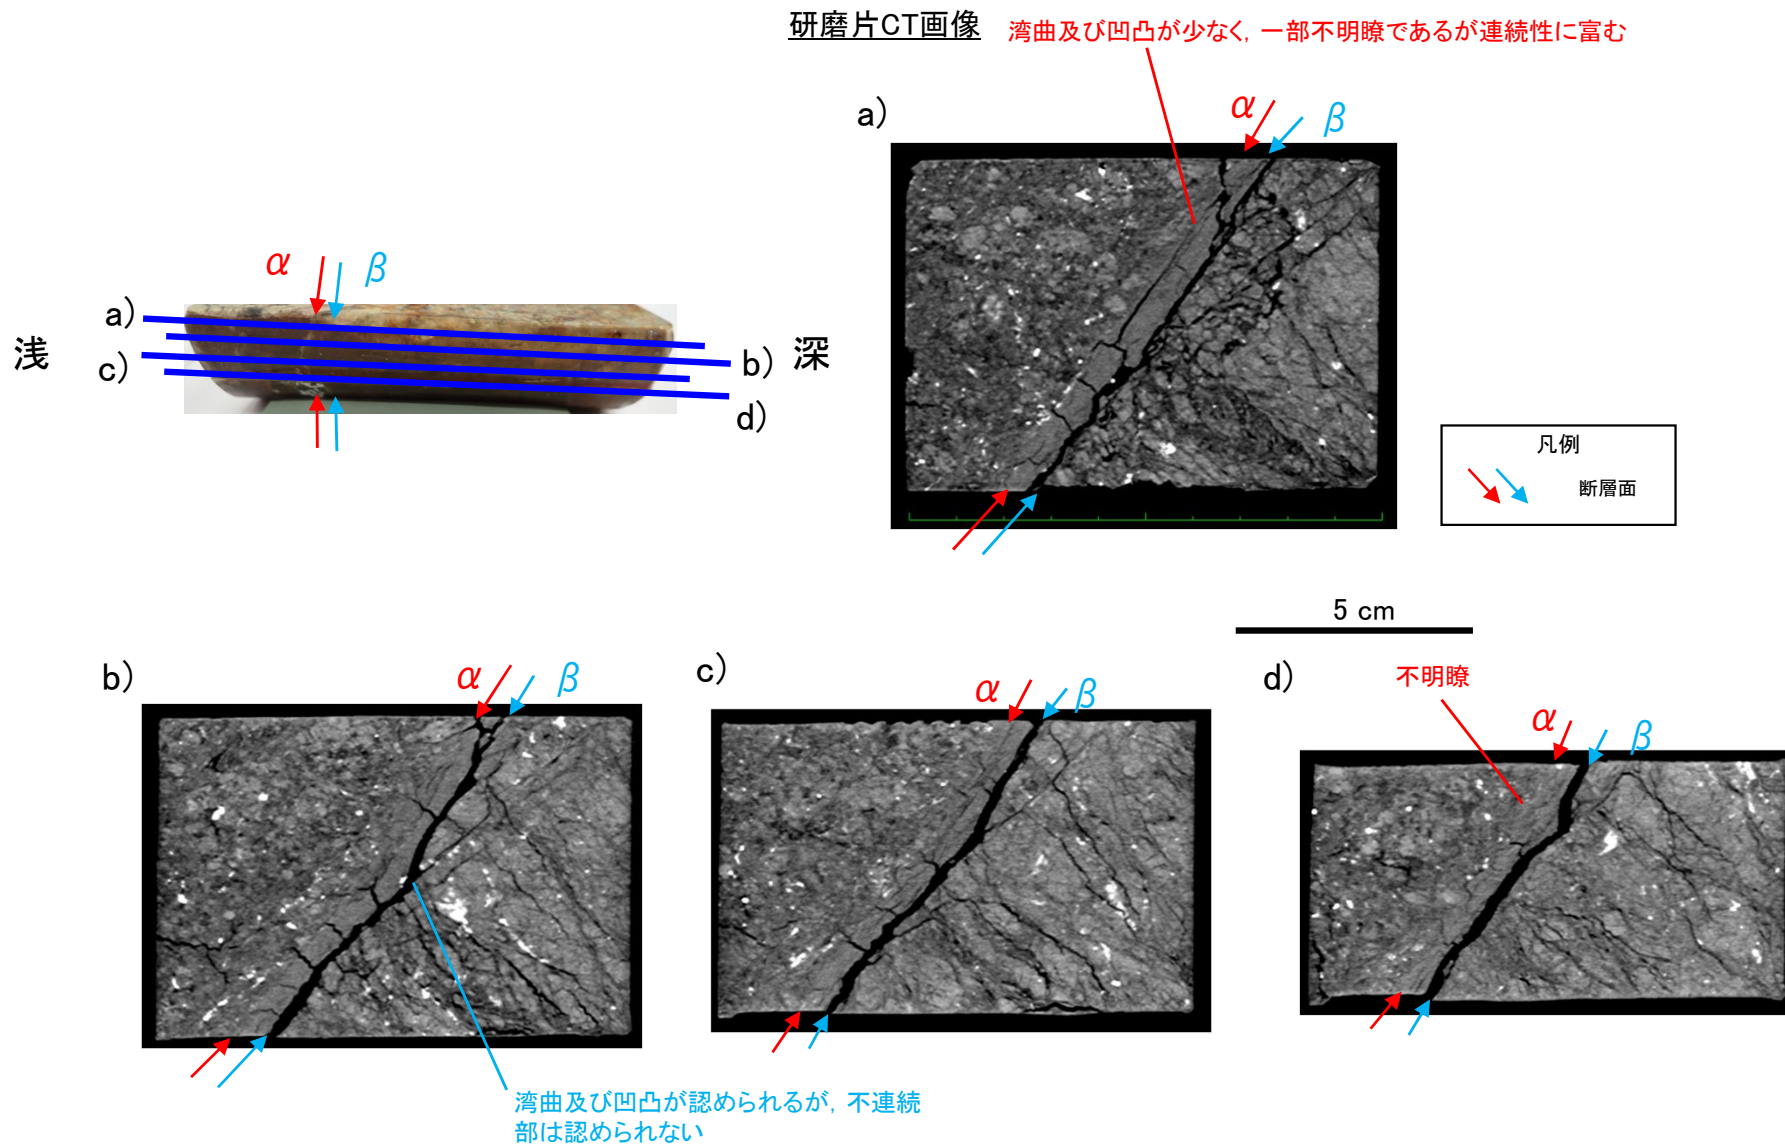 研磨片CT画像
湾曲及び凹凸が少なく，一部不明瞭であるが連続性に富む
a)
α
β
α
β
a)
浅
c)
b)
深
d)
凡例
断層面
5 cm
b)
α
β
c)
α
β
d)
不明瞭
α
β
湾曲及び凹凸が認められるが，不連続
部は認められない